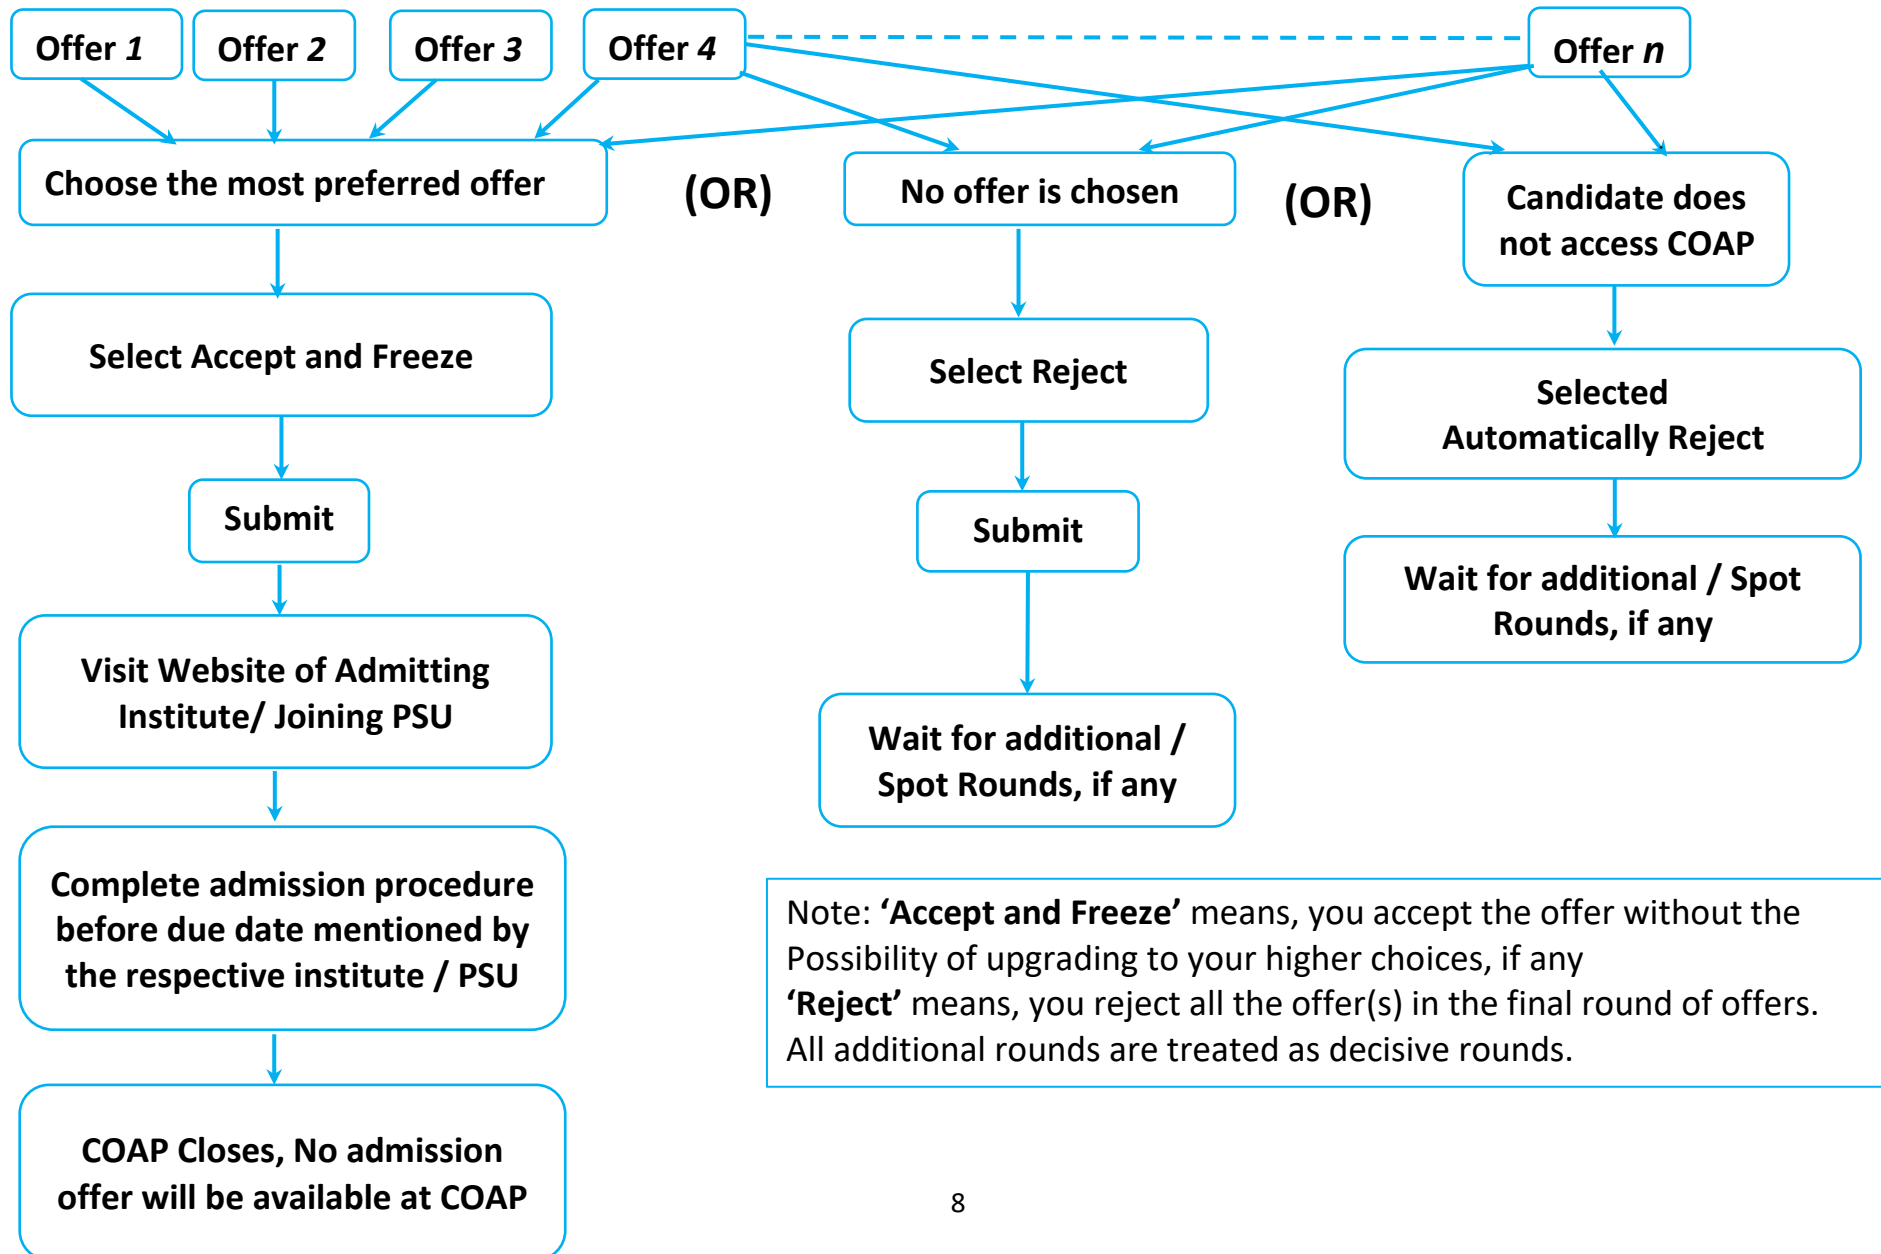 Offer 1
Offer 2
Offer 3
Offer 4
Offer n
Choose the most preferred offer
(OR)
No offer is chosen
(OR)
Candidate does
not access COAP
Select Accept and Freeze
Select Reject
Selected
Automatically Reject
Submit
Submit
Wait for additional / Spot
Rounds, if any
Visit Website of Admitting
Institute/ Joining PSU
Wait for additional /
Spot Rounds, if any
Complete admission procedure
before due date mentioned by
the respective institute / PSU
Note: ‘Accept and Freeze’ means, you accept the offer without the
Possibility of upgrading to your higher choices, if any
‘Reject’ means, you reject all the offer(s) in the final round of offers.
All additional rounds are treated as decisive rounds.
COAP Closes, No admission
offer will be available at COAP
8